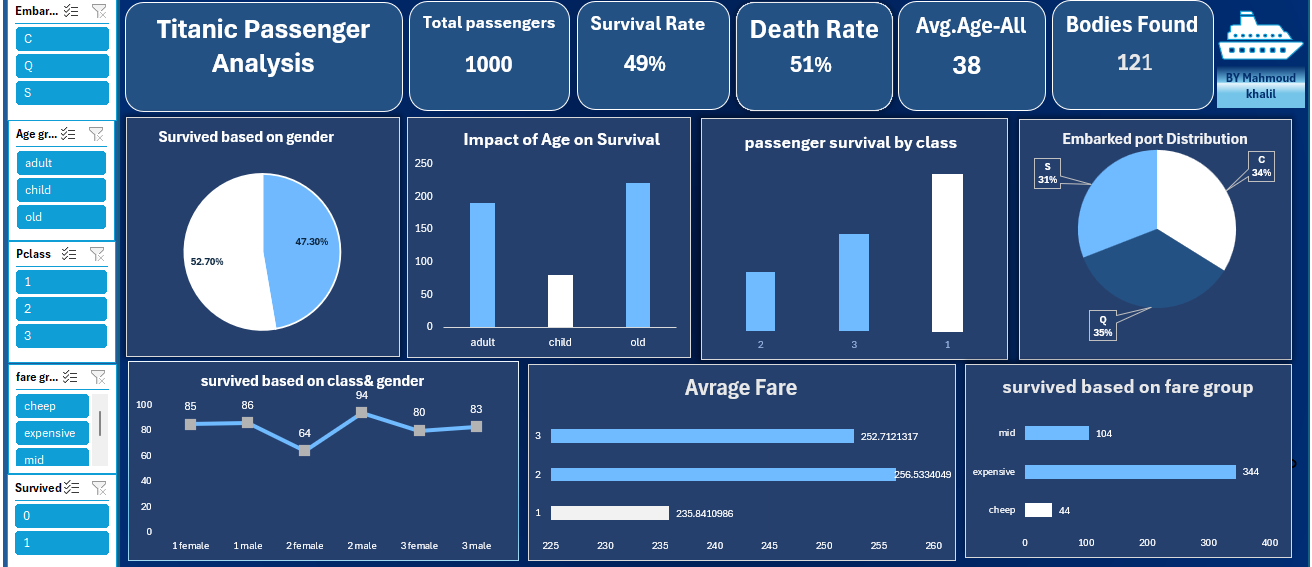 Embar...
C
Q
S
Age gr...
adult
child
old
Pclass
1
2
3
fare gr...
cheep
expensive
mid
Survived
0
1
Titanic Passenger
Analysis
Total passengers
1000
Survival Rate
49%
Death Rate
51%
Avg.Age-All
38
Bodies Found
121
BY Mahmoud
khalil
Survived based on gender
47.30%
52.70%
Impact of Age on Survival
250
200
150
100
50
0
adult child old
passenger survival by class
2 3 1
Embarked port Distribution
S
31%
C
34%
Q
35%
survived based on class& gender
100
80
60
40
20
0
85 86 64 94 80 83
1 female 1 male 2 female 2 male 3 female 3 male
Avrage Fare
3 252.7121317
2 256.5334049
1 235.8410986
225 230 235 240 245 250 255 260
survived based on fare group
mid 104
expensive 344
cheep 44
0 100 200 300 400